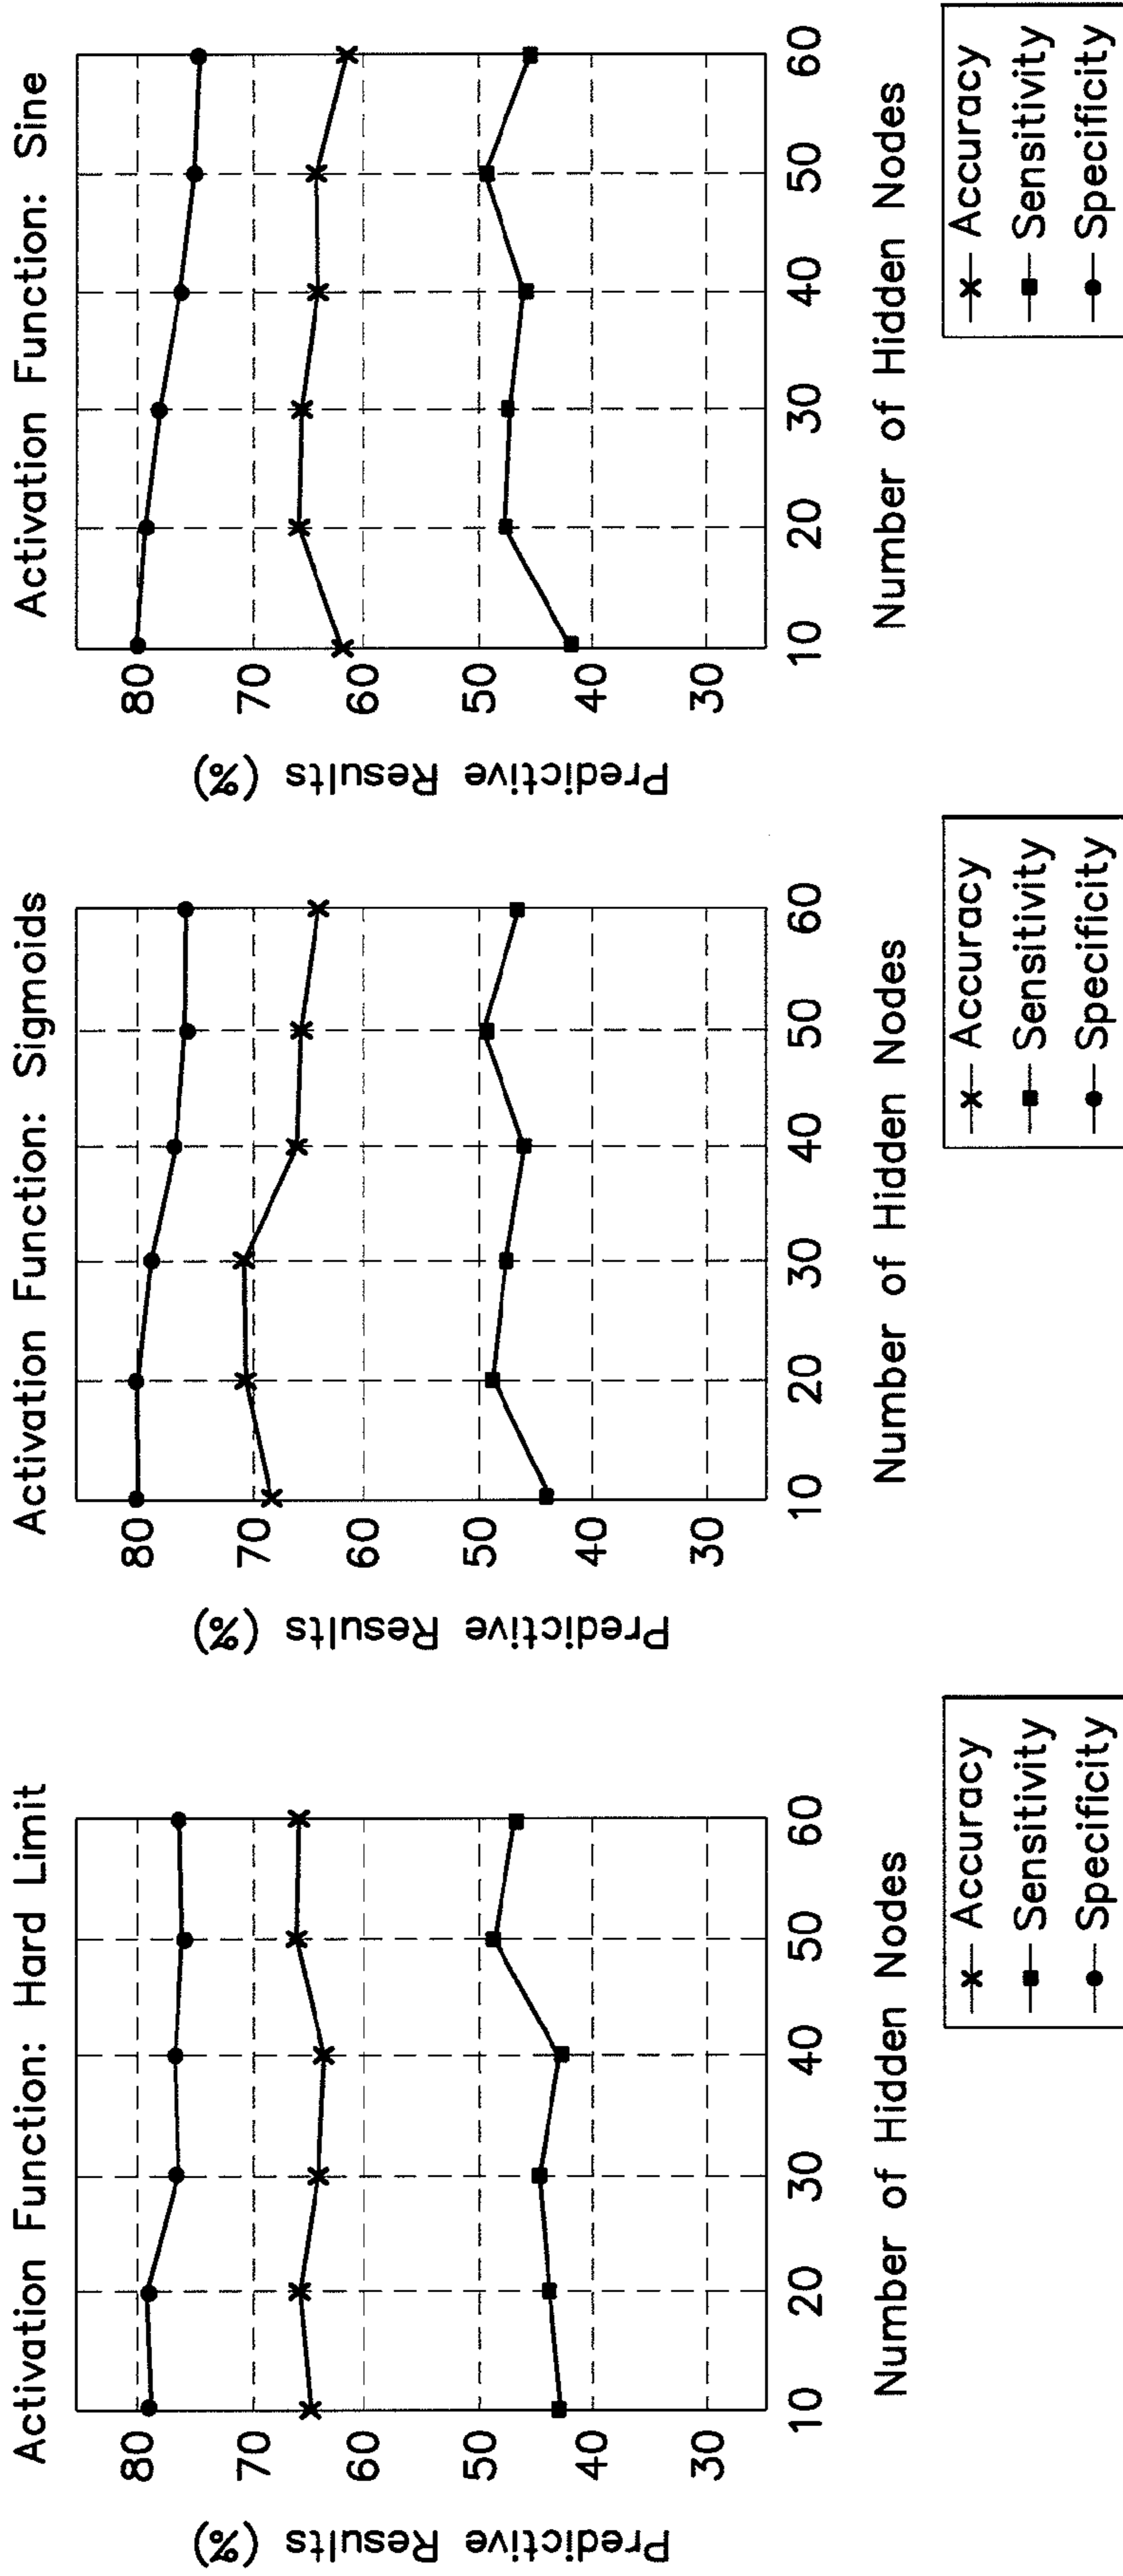 Activation Function: Hard Limit
Predictive Results (%)
80
70
60
50
40
30
10 20 30 40 50 60
Number of Hidden Nodes
Accuracy
Sensitivity
Specificity
Activation Function: Sigmoids
Predictive Results (%)
80
70
60
50
40
30
10 20 30 40 50 60
Number of Hidden Nodes
Accuracy
Sensitivity
Specificity
Activation Function: Sine
Predictive Results (%)
80
70
60
50
40
30
10 20 30 40 50 60
Number of Hidden Nodes
Accuracy
Sensitivity
Specificity